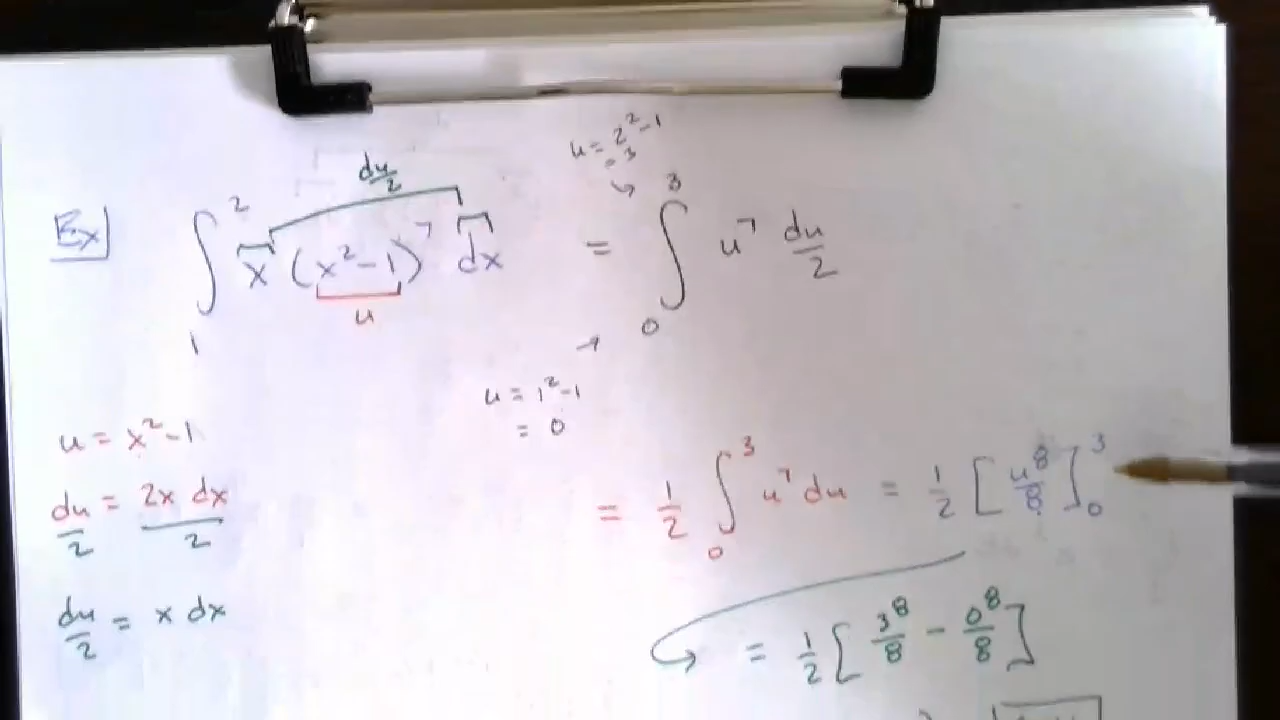 Ex ∫₁² x (x² - 1)⁷ dx = ∫₀³ u⁷ du/2
du/2
u = 2² - 1
= 3
u
u = 1² - 1
= 0
u = x² - 1
du/2 = 2x dx/2
du/2 = x dx
= 1/2 ∫₀³ u⁷ du = 1/2 [u⁸/8]₀³
= 1/2 [3⁸/8 - 0⁸/8]